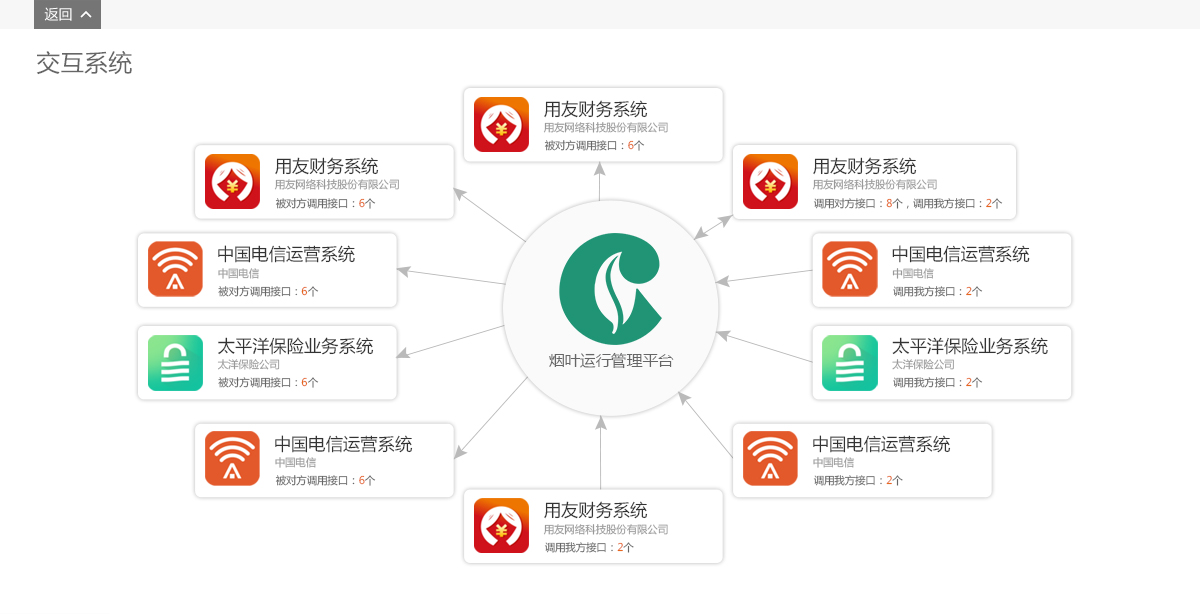 返回
交互系统
用友财务系统
用友网络科技股份有限公司
被对方调用接口：6个
用友财务系统
用友网络科技股份有限公司
被对方调用接口：6个
用友财务系统
用友网络科技股份有限公司
调用对方接口：8个，调用我方接口：2个
中国电信运营系统
中国电信
被对方调用接口：6个
中国电信运营系统
中国电信
调用我方接口：2个
烟叶运行管理平台
太平洋保险业务系统
太洋保险公司
被对方调用接口：6个
太平洋保险业务系统
太洋保险公司
调用我方接口：2个
中国电信运营系统
中国电信
被对方调用接口：6个
中国电信运营系统
中国电信
调用我方接口：2个
用友财务系统
用友网络科技股份有限公司
调用我方接口：2个